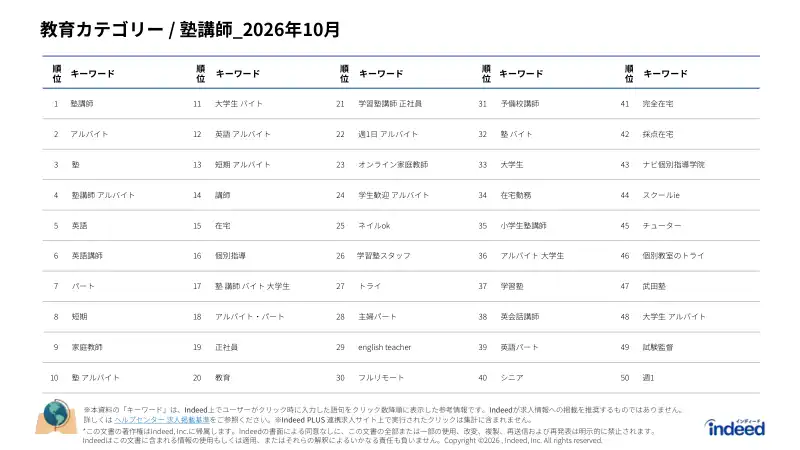 教育カテゴリー / 塾講師_2026年10月
順位 キーワード 順位 キーワード 順位 キーワード 順位 キーワード 順位 キーワード
1 塾講師 11 大学生 バイト 21 学習塾講師 正社員 31 予備校講師 41 完全在宅
2 アルバイト 12 英語 アルバイト 22 週1日 アルバイト 32 塾 バイト 42 採点在宅
3 塾 13 短期 アルバイト 23 オンライン家庭教師 33 大学生 43 ナビ個別指導学院
4 塾講師 アルバイト 14 講師 24 学生歓迎 アルバイト 34 在宅勤務 44 スクールie
5 英語 15 在宅 25 ネイルok 35 小学生塾講師 45 チューター
6 英語講師 16 個別指導 26 学習塾スタッフ 36 アルバイト 大学生 46 個別教室のトライ
7 パート 17 塾 講師 バイト 大学生 27 トライ 37 学習塾 47 武田塾
8 短期 18 アルバイト・パート 28 主婦パート 38 英会話講師 48 大学生 アルバイト
9 家庭教師 19 正社員 29 english teacher 39 英語パート 49 試験監督
10 塾 アルバイト 20 教育 30 フルリモート 40 シニア 50 週1
※本資料の「キーワード」は、Indeed上でユーザーがクリック時に入力した語句をクリック数降順に表示した参考情報です。Indeedが求人情報への掲載を推奨するものではありません。
詳しくは ヘルプセンター 求人掲載基準をご参照ください。※Indeed PLUS 連携求人サイト上で実行されたクリックは集計に含まれません。
*この文書の著作権はIndeed, Inc.に帰属します。Indeedの書面による同意なしに、この文書の全部または一部の使用、改変、複製、再送信および再発表は明示的に禁止されます。
Indeedはこの文書に含まれる情報の使用もしくは適用、またはそれらの解釈によるいかなる責任も負いません。Copyright ©2026 , Indeed, Inc. All rights reserved.
インディード
indeed